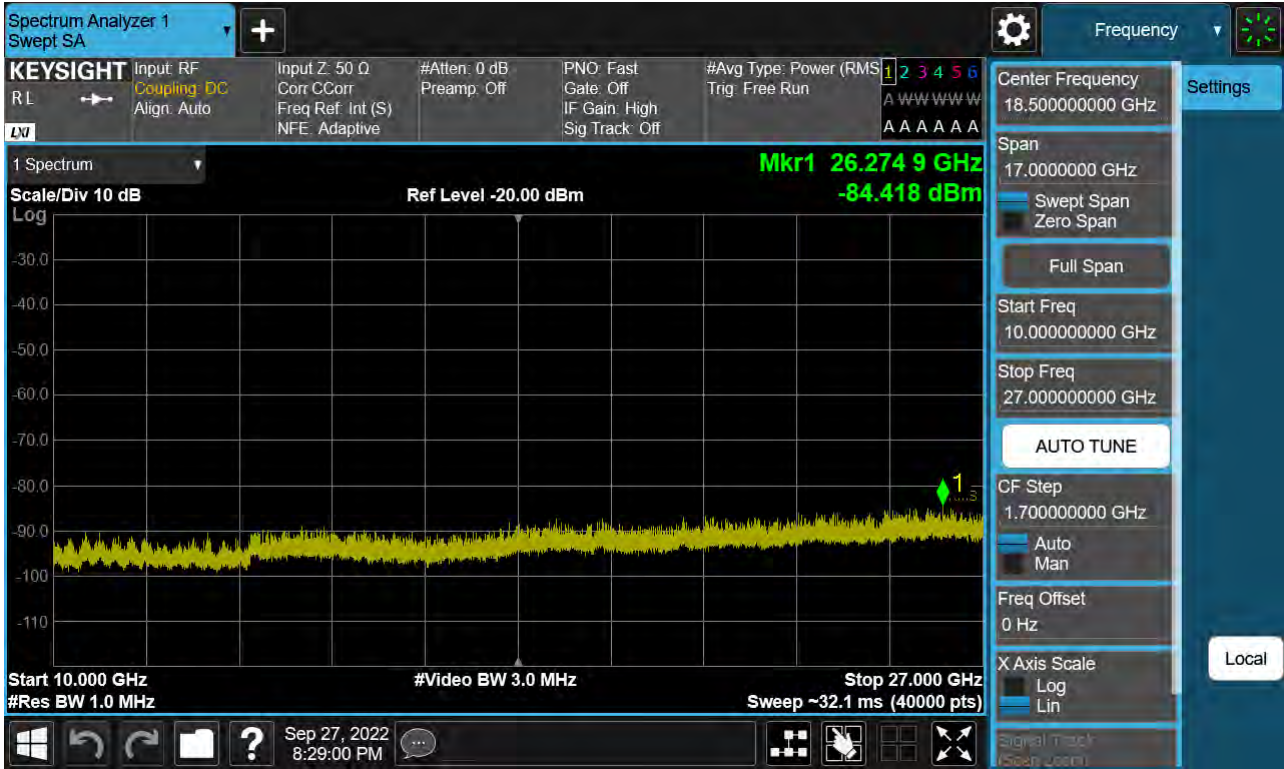 Spectrum Analyzer 1
Swept SA
Frequency
KEYSIGHT
RL
LXI
Input: RF
Coupling: DC
Align: Auto
Input Z: 50 Ω
Corr CCorr
Freq Ref: Int (S)
NFE: Adaptive
#Atten: 0 dB
Preamp: Off
PNO: Fast
Gate: Off
IF Gain: High
Sig Track: Off
#Avg Type: Power (RMS
Trig: Free Run
1 2 3 4 5 6
A W W W W W
A A A A A A
1 Spectrum
Mkr1 26.274 9 GHz
-84.418 dBm
Scale/Div 10 dB
Ref Level -20.00 dBm
Log
-30.0
-40.0
-50.0
-60.0
-70.0
-80.0
-90.0
-100
-110
1
Start 10.000 GHz
#Video BW 3.0 MHz
Stop 27.000 GHz
#Res BW 1.0 MHz
Sweep ~32.1 ms (40000 pts)
Sep 27, 2022
8:29:00 PM
?
Center Frequency
18.500000000 GHz
Span
17.0000000 GHz
Swept Span
Zero Span
Full Span
Start Freq
10.000000000 GHz
Stop Freq
27.000000000 GHz
AUTO TUNE
CF Step
1.700000000 GHz
Auto
Man
Freq Offset
0 Hz
X Axis Scale
Log
Lin
Signal Track
(Span Zoom)
Settings
Local